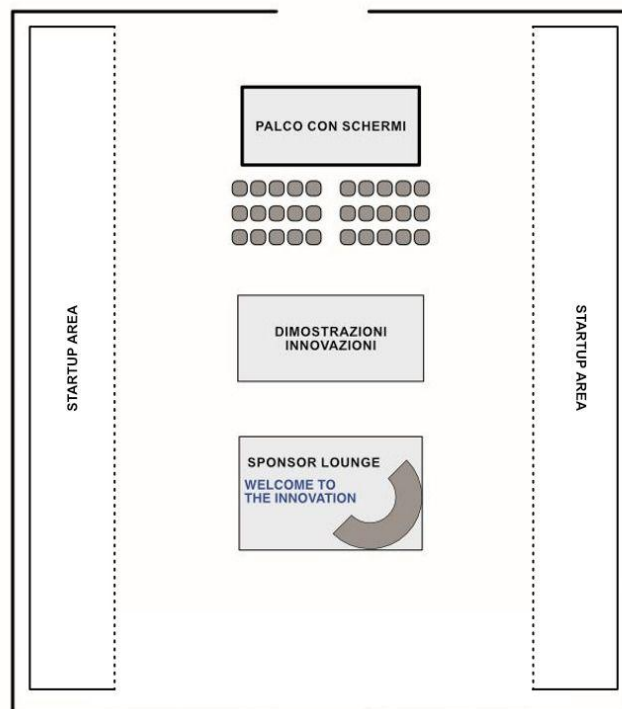 PALCO CON SCHERMI
STARTUP AREA
DIMOSTRAZIONI
INNOVAZIONI
STARTUP AREA
SPONSOR LOUNGE
WELCOME TO
THE INNOVATION